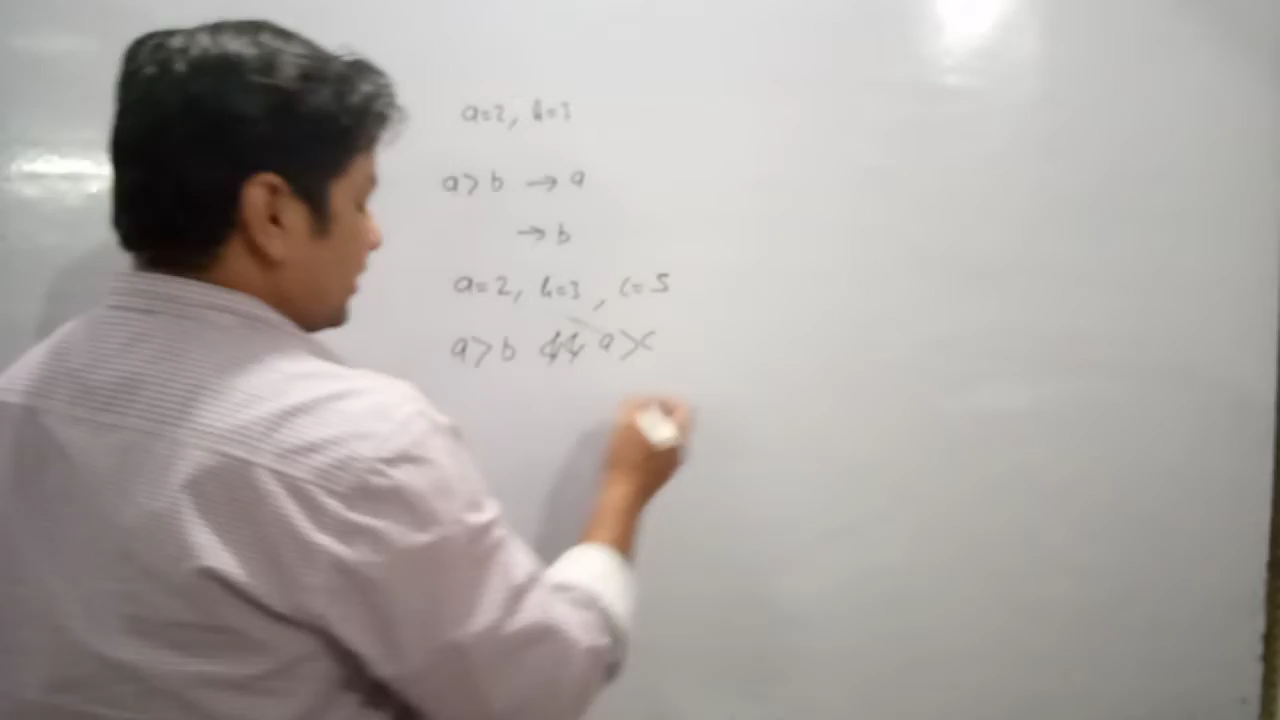 a=2, b=3
a>b → a
→ b
a=2, b=3, c=5
a>b && a>c